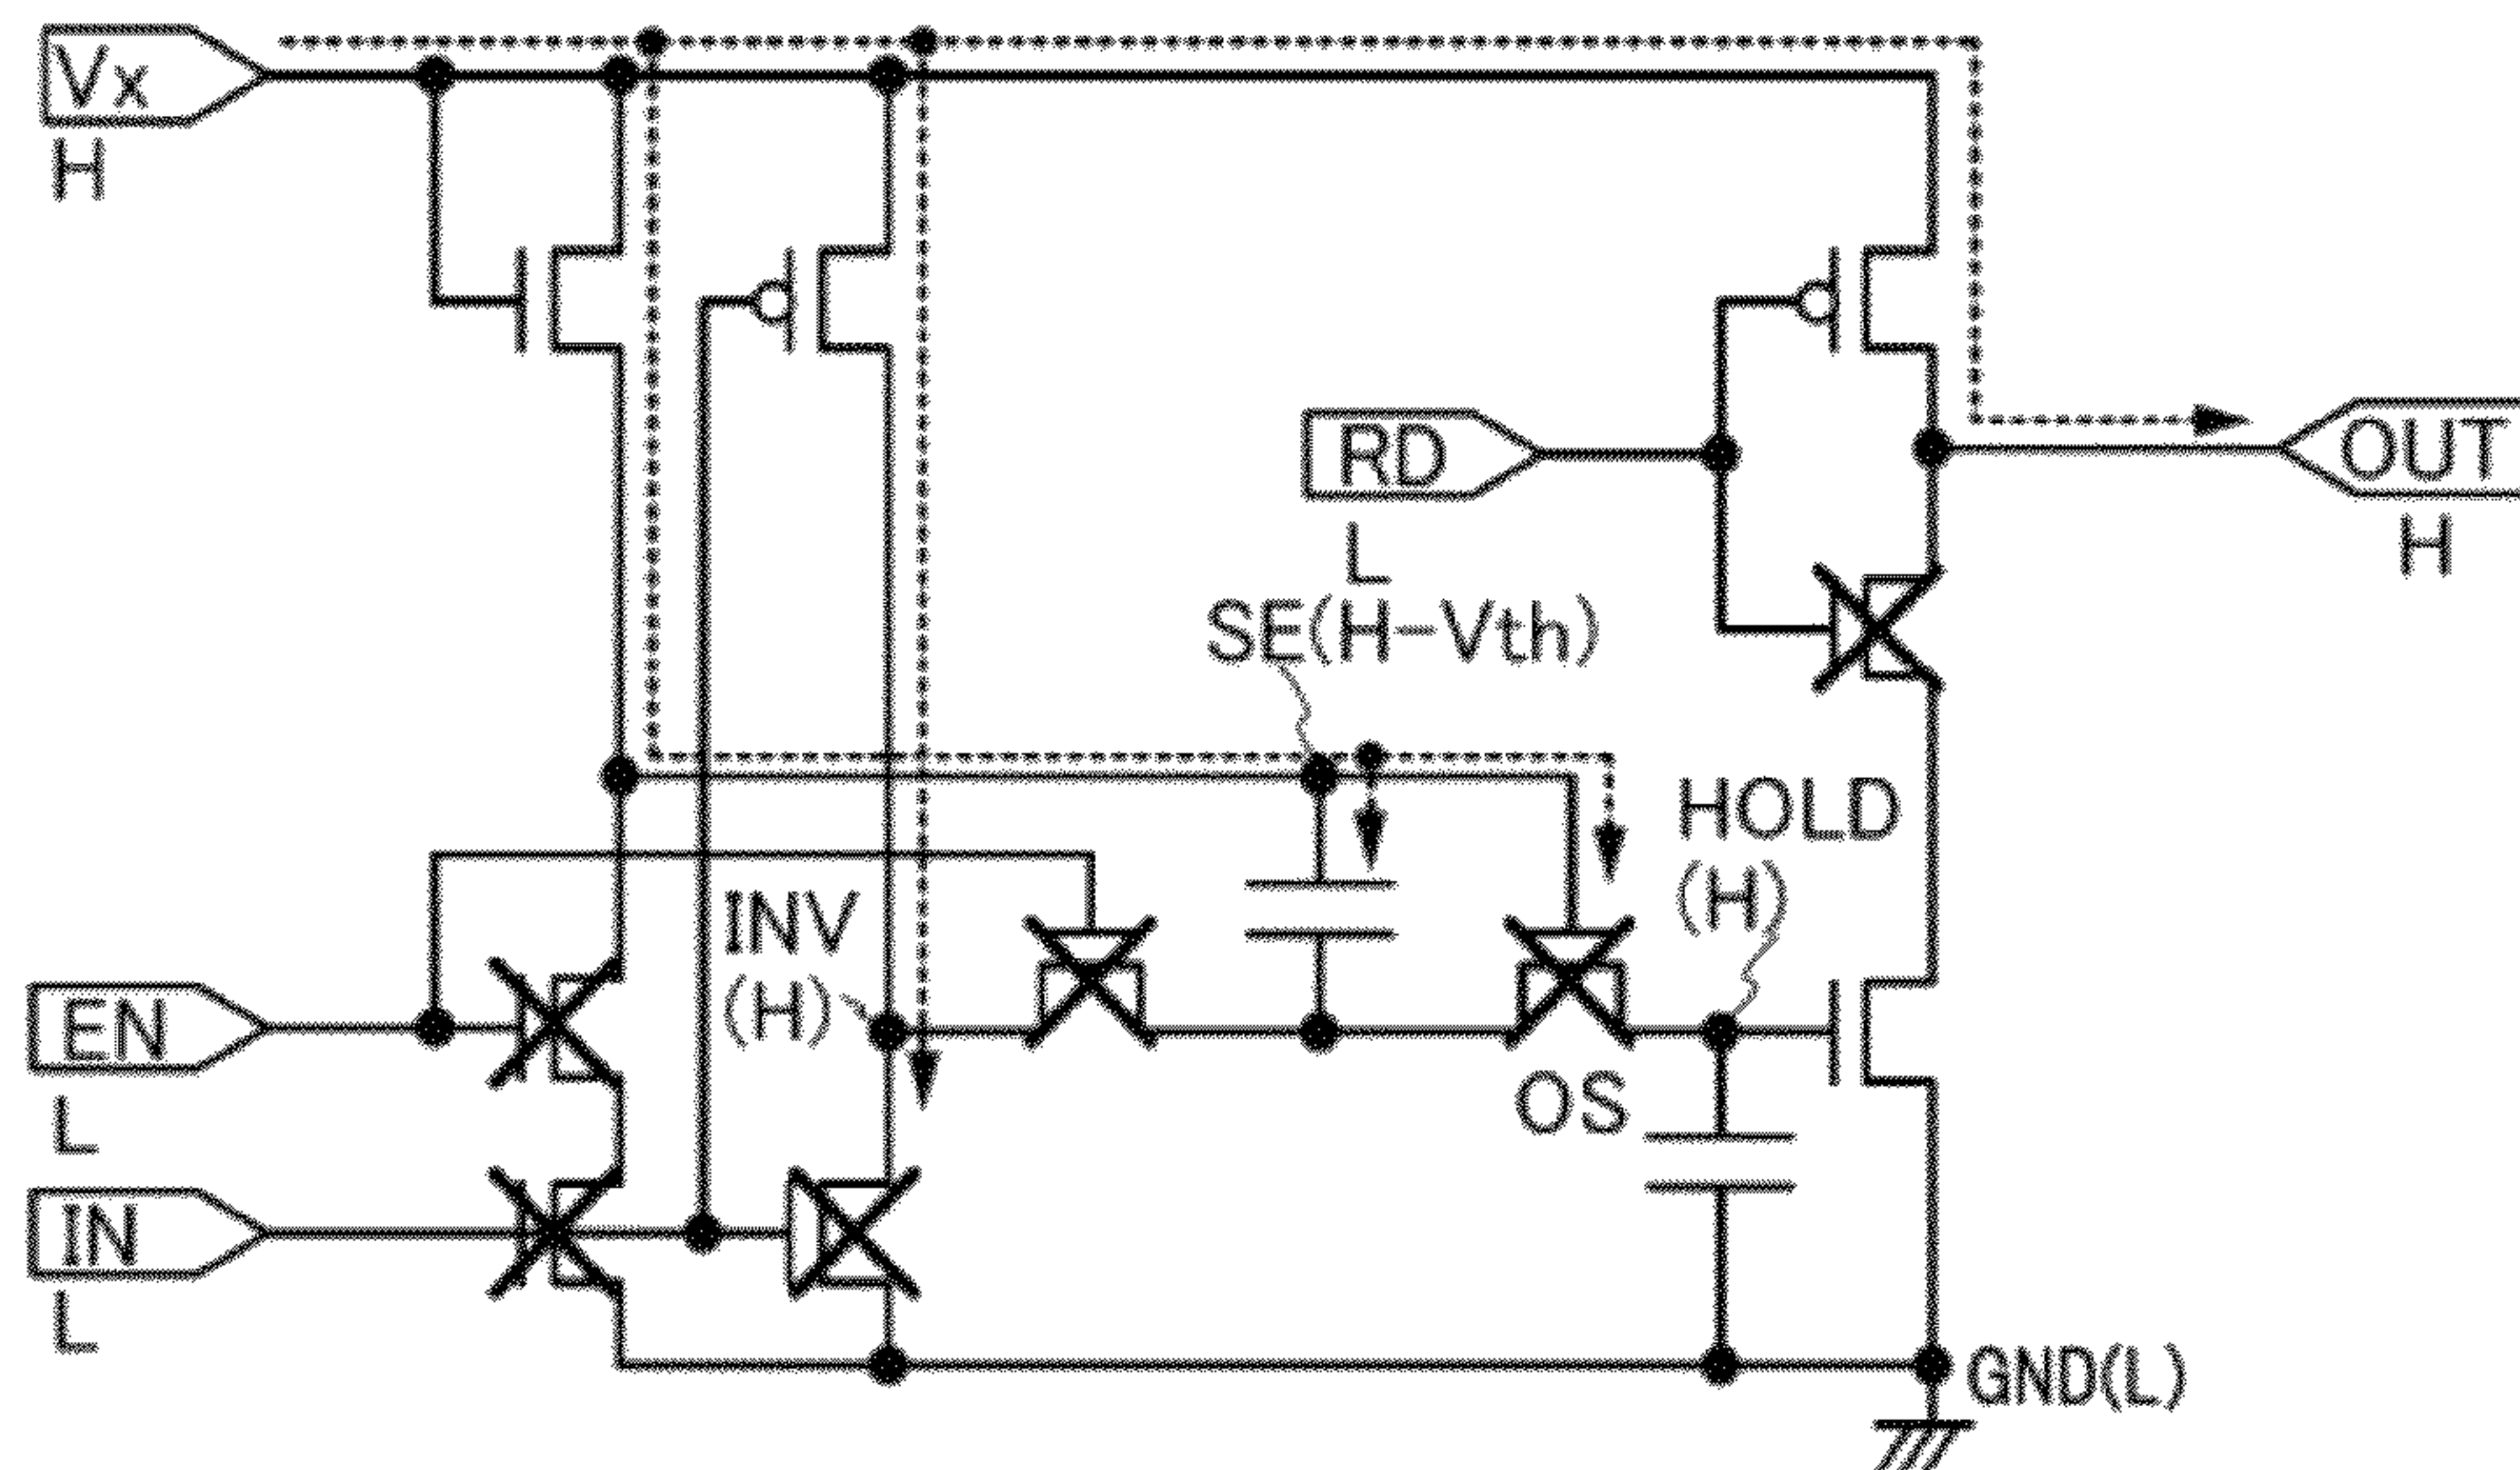 Vx
H
RD
L
OUT
H
SE(H-Vth)
HOLD
(H)
INV
(H)
EN
L
OS
IN
L
GND(L)